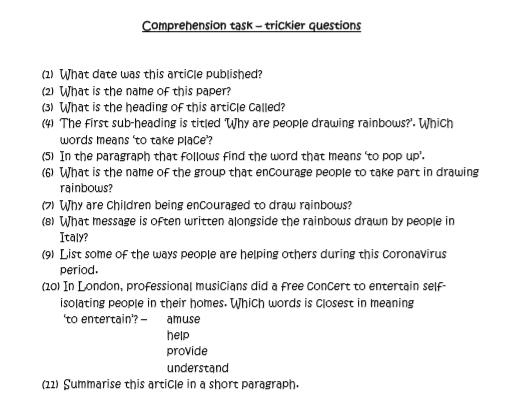 Comprehension task – trickier questions
(1) What date was this article published?
(2) What is the name of this paper?
(3) What is the heading of this article called?
(4) The first sub-heading is titled 'Why are people drawing rainbows?'. Which
words means 'to take place'?
(5) In the paragraph that follows find the word that means 'to pop up'.
(6) What is the name of the group that encourage people to take part in drawing
rainbows?
(7) Why are children being encouraged to draw rainbows?
(8) What message is often written alongside the rainbows drawn by people in
Italy?
(9) List some of the ways people are helping others during this coronavirus
period.
(10) In London, professional musicians did a free concert to entertain self-
isolating people in their homes. Which words is closest in meaning
'to entertain'? – amuse
help
provide
understand
(11) Summarise this article in a short paragraph.